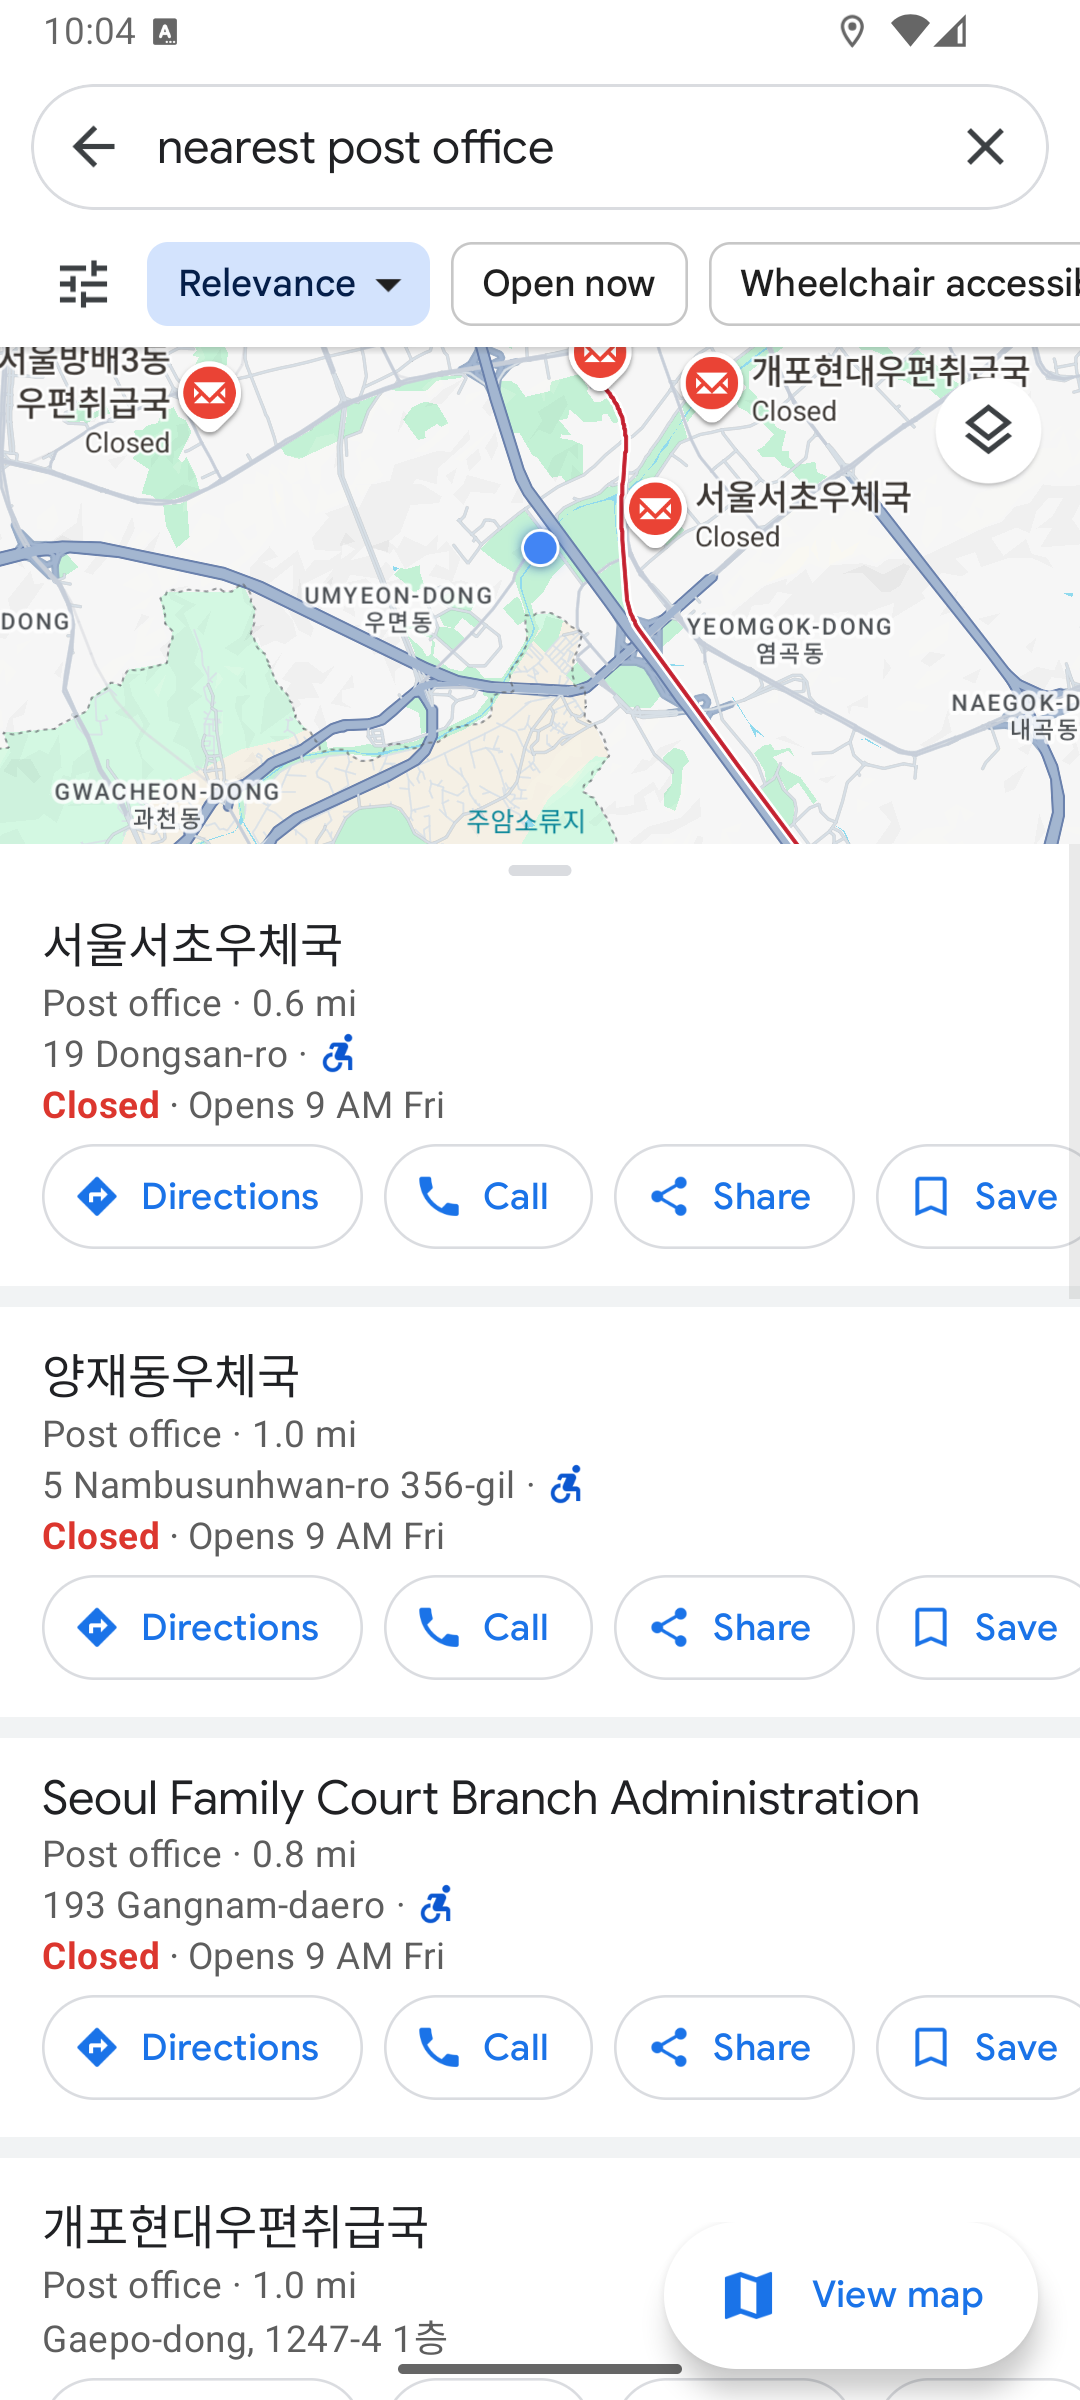 10:04
nearest post office
Relevance
Open now
서울방배3동
우편취급국
Closed
개포현대우편취급국
Closed
서울서초우체국
Closed
UMYEON-DONG
우면동
DONG
YEOMGOK-DONG
염곡동
내곡동
GWACHEON-DONG
과천동
주암소류지
서울서초우체국
Post office · 0.6 mi
19 Dongsan-ro ·
Closed · Opens 9 AM Fri
Directions
Call
Share
Save
양재동우체국
Post office · 1.0 mi
5 Nambusunhwan-ro 356-gil ·
Closed · Opens 9 AM Fri
Directions
Call
Share
Save
Seoul Family Court Branch Administration
Post office · 0.8 mi
193 Gangnam-daero ·
Closed · Opens 9 AM Fri
Directions
Call
Share
Save
개포현대우편취급국
Post office · 1.0 mi
Gaepo-dong, 1247-4 1층
View map